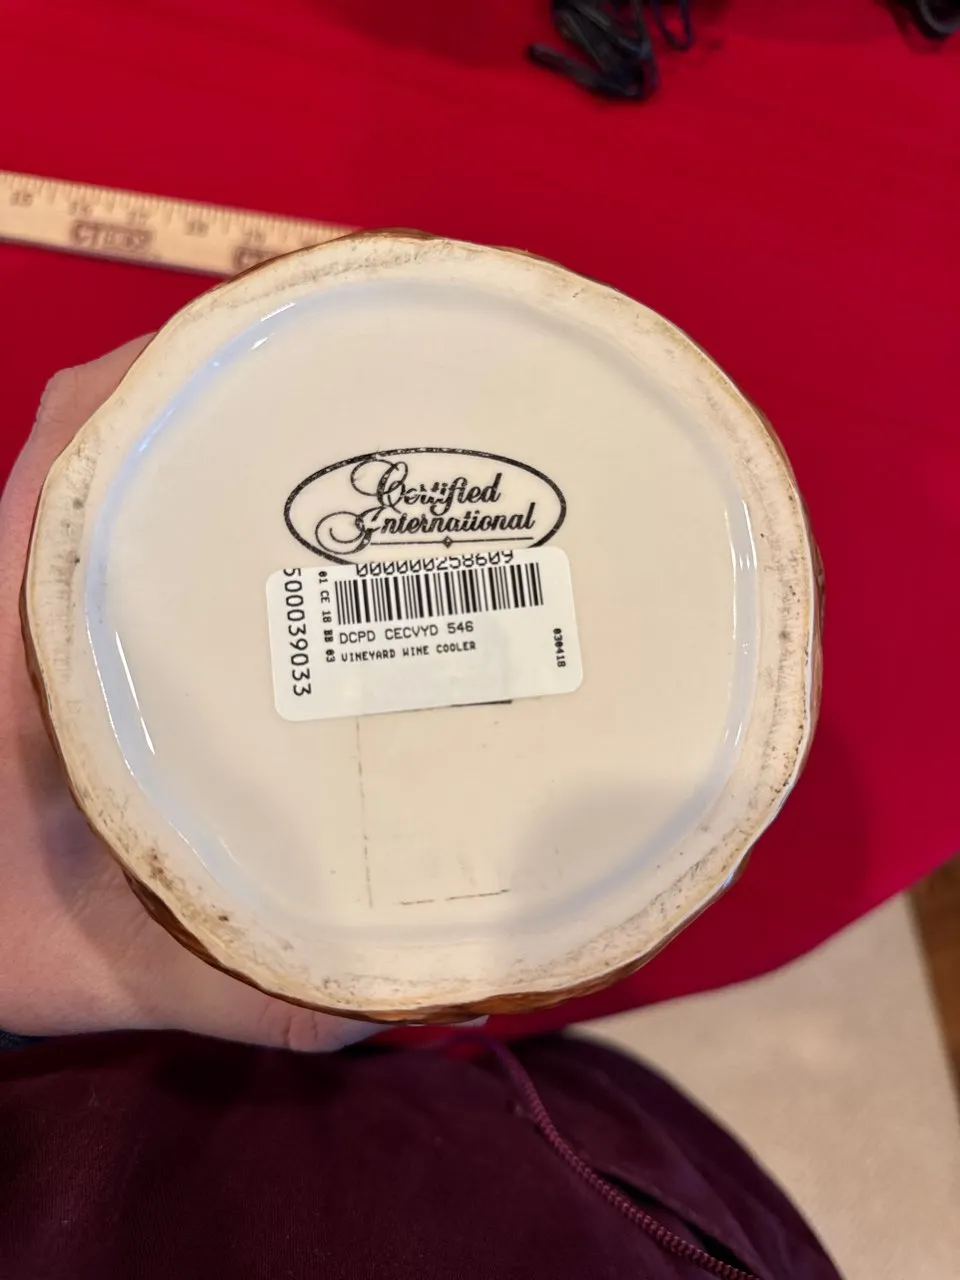 Certified
International
000000258609
500039033
01 CE 18 BB 03
DCPD CECVYD 546
VINEYARD WINE COOLER
030418